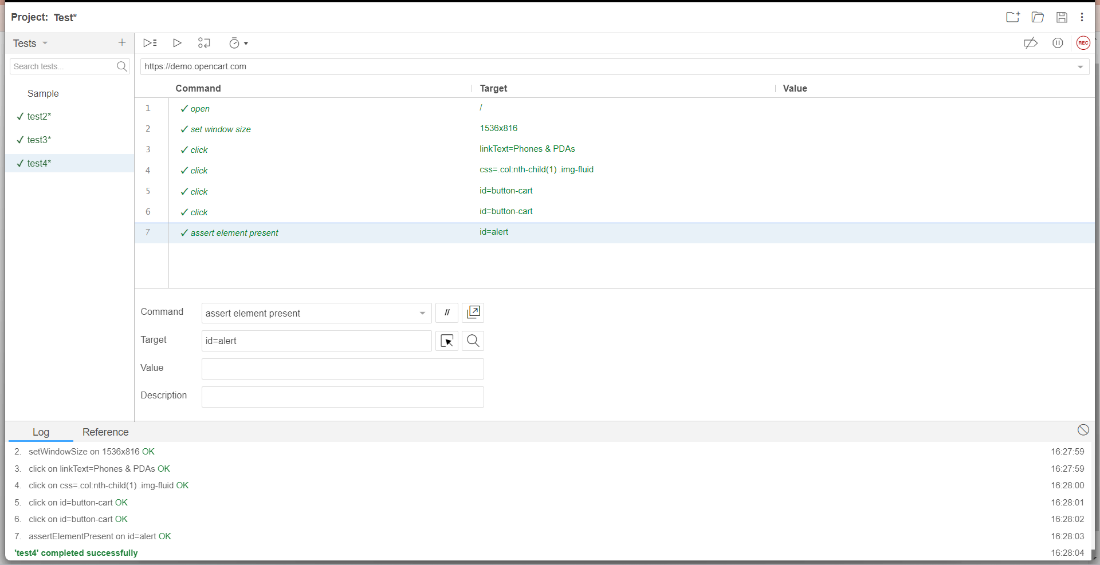 Project: Test*
Tests
Search tests
https://demo.opencart.com
Command Target Value
Sample
test2*
test3*
test4*
1 open /
2 set window size 1536x816
3 click linkText=Phones & PDAs
4 click css= col:nth-child(1) img-fluid
5 click id=button-cart
6 click id=button-cart
7 assert element present id=alert
Command assert element present //
Target id=alert
Value
Description
Log Reference
2. setWindowSize on 1536x816 OK 16:27:59
3. click on linkText=Phones & PDAs OK 16:27:59
4. click on css= col:nth-child(1) img-fluid OK 16:28:00
5. click on id=button-cart OK 16:28:01
6. click on id=button-cart OK 16:28:02
7. assertElementPresent on id=alert OK 16:28:03
'test4' completed successfully 16:28:04
REC